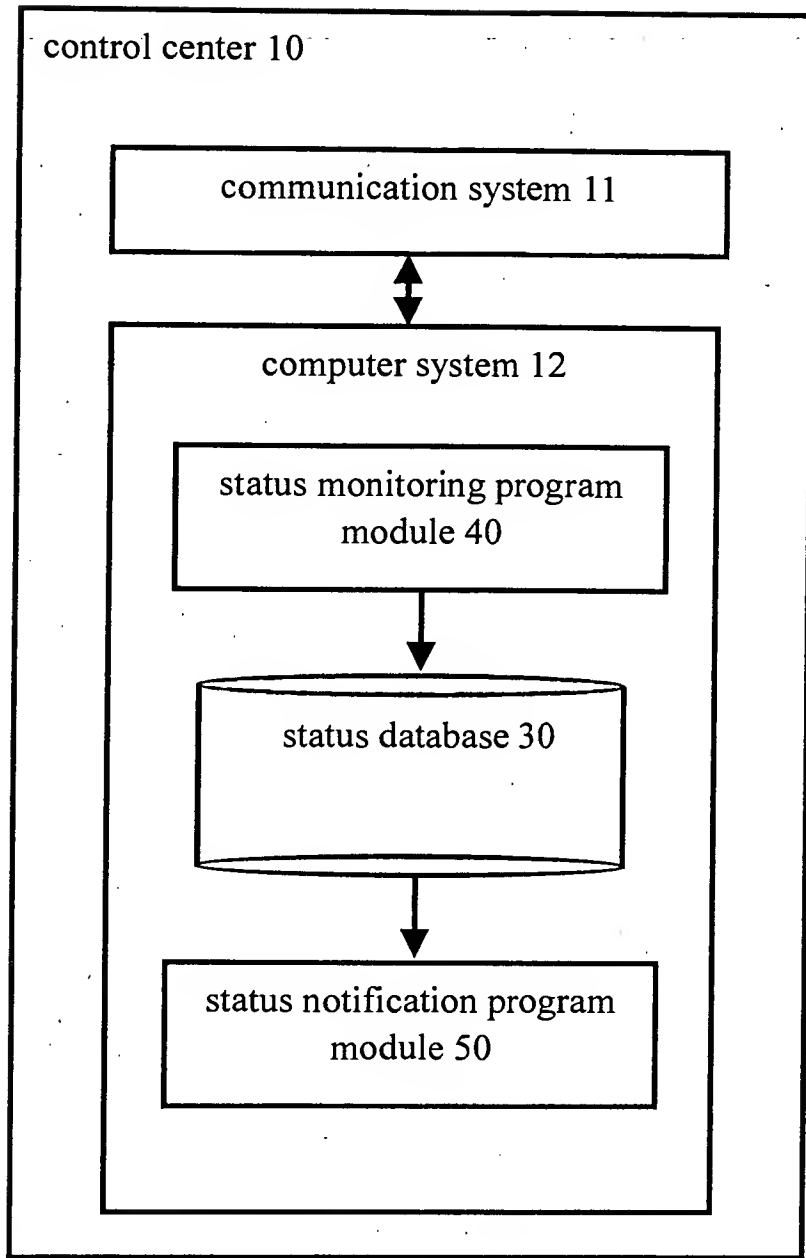 control center 10
communication system 11
computer system 12
status monitoring program
module 40
status database 30
status notification program
module 50